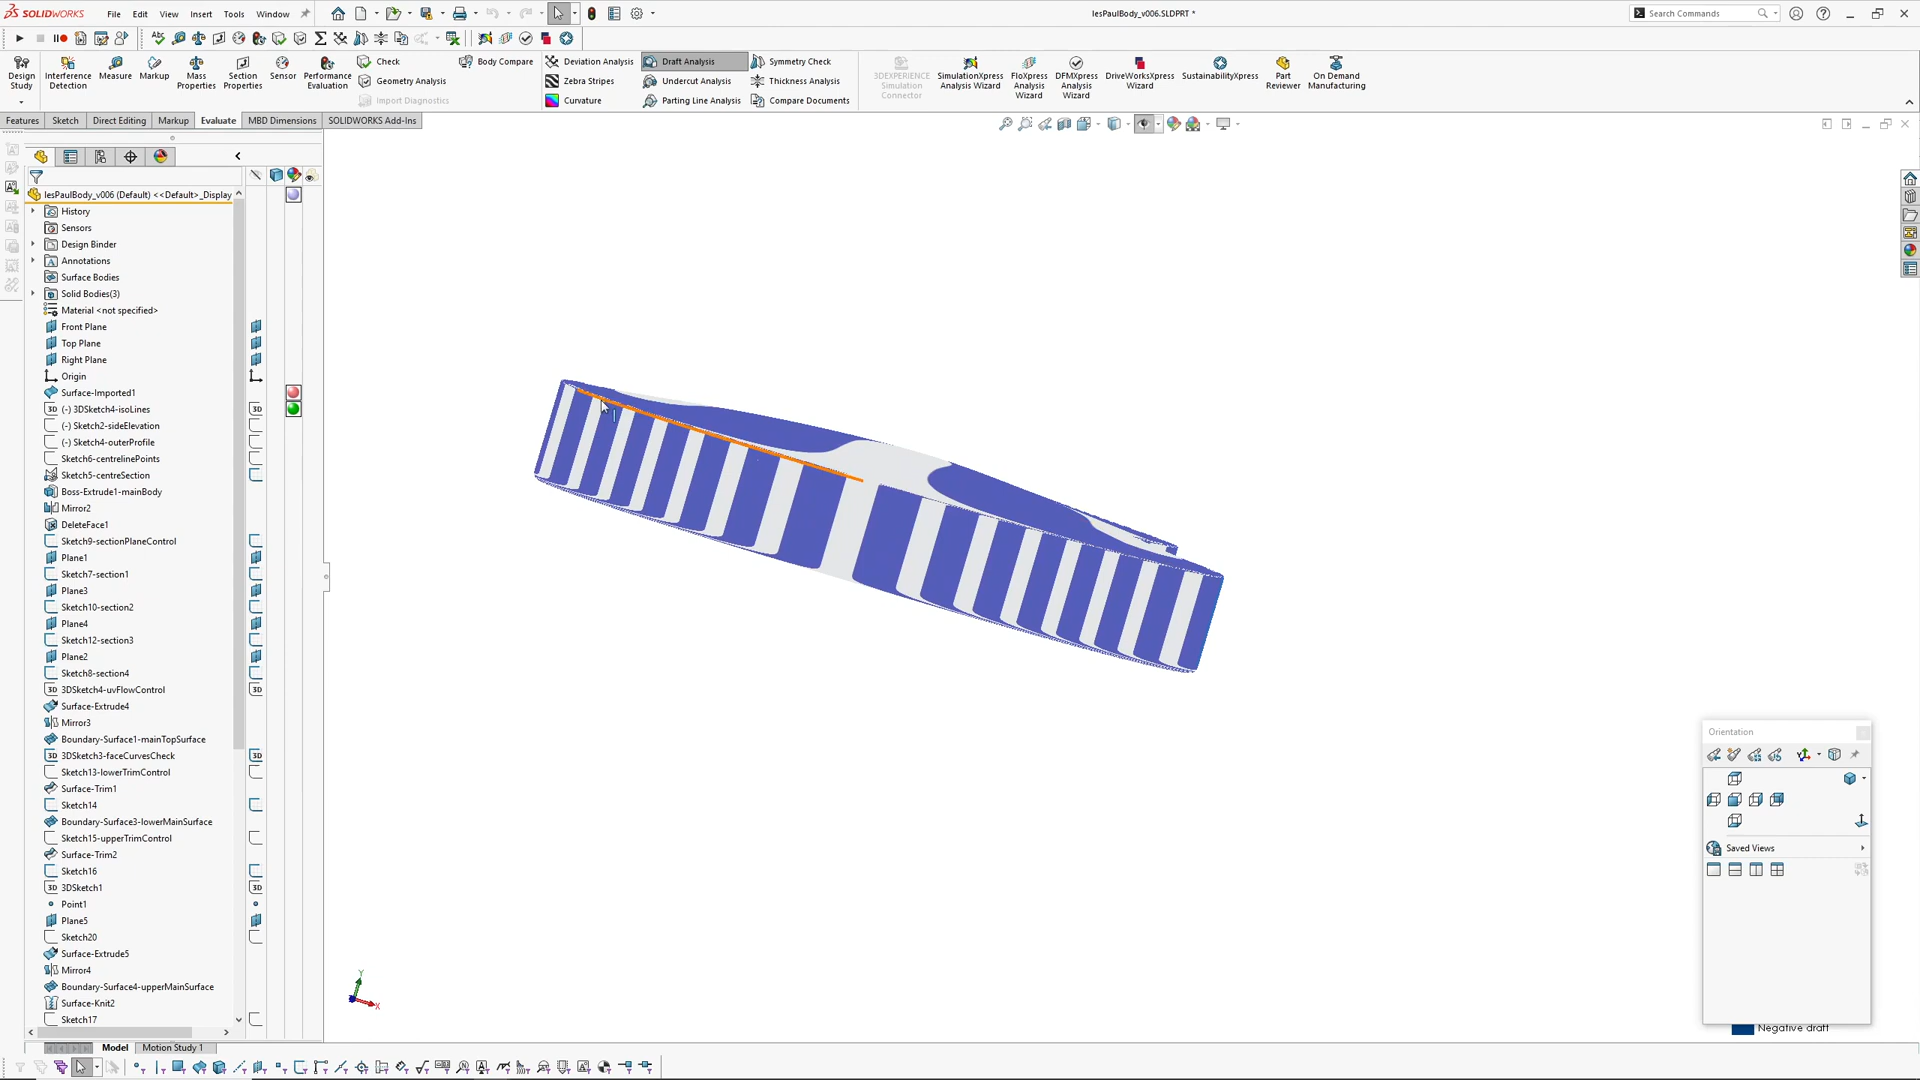 SOLIDWORKS File Edit View Insert Tools Window lesPaulBody_v006.SLDPRT * Search Commands
Design Study
Interference Detection
Measure
Markup
Mass Properties
Section Properties
Sensor
Performance Evaluation
Check
Geometry Analysis
Import Diagnostics
Body Compare
Deviation Analysis
Zebra Stripes
Curvature
Draft Analysis
Undercut Analysis
Parting Line Analysis
Symmetry Check
Thickness Analysis
Compare Documents
3DEXPERIENCE Simulation Connector
SimulationXpress Analysis Wizard
FloXpress Analysis Wizard
DFMXpress Analysis Wizard
DriveWorksXpress Wizard
SustainabilityXpress
Part Reviewer
On Demand Manufacturing
Features Sketch Direct Editing Markup Evaluate MBD Dimensions SOLIDWORKS Add-Ins
lesPaulBody_v006 (Default) <<Default>_Display
History
Sensors
Design Binder
Annotations
Surface Bodies
Solid Bodies(3)
Material <not specified>
Front Plane
Top Plane
Right Plane
Origin
Surface-Imported1
(-) 3DSketch4-isoLines
(-) Sketch2-sideElevation
(-) Sketch4-outerProfile
Sketch6-centrelinePoints
Sketch5-centreSection
Boss-Extrude1-mainBody
Mirror2
DeleteFace1
Sketch9-sectionPlaneControl
Plane1
Sketch7-section1
Plane3
Sketch10-section2
Plane4
Sketch12-section3
Plane2
Sketch8-section4
3DSketch4-uvFlowControl
Surface-Extrude4
Mirror3
Boundary-Surface1-mainTopSurface
3DSketch3-faceCurvesCheck
Sketch13-lowerTrimControl
Surface-Trim1
Sketch14
Boundary-Surface3-lowerMainSurface
Sketch15-upperTrimControl
Surface-Trim2
Sketch16
3DSketch1
Point1
Plane5
Sketch20
Surface-Extrude5
Mirror4
Boundary-Surface4-upperMainSurface
Surface-Knit2
Sketch17
Orientation
Saved Views
Negative draft
Y
X
Model Motion Study 1